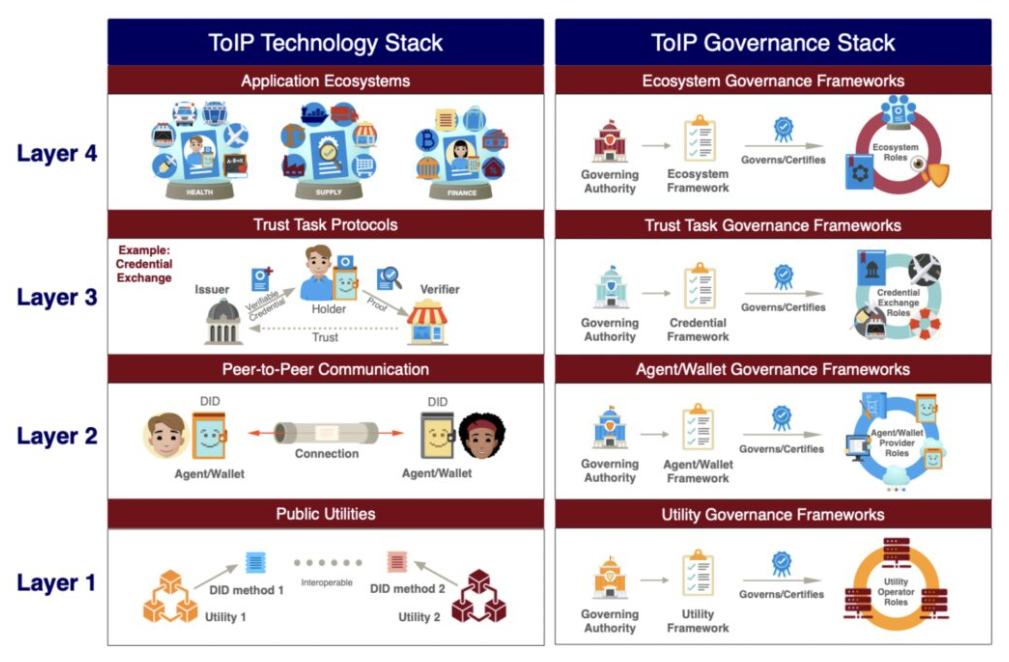 ToIP Technology Stack
ToIP Governance Stack
Layer 4
Application Ecosystems
HEALTH
SUPPLY
FINANCE
Ecosystem Governance Frameworks
Governing
Authority
Ecosystem
Framework
Governs/Certifies
Ecosystem
Roles
Layer 3
Trust Task Protocols
Example:
Credential
Exchange
Issuer
Verifiable
Credential
Holder
Proof
Verifier
Trust
Trust Task Governance Frameworks
Governing
Authority
Credential
Framework
Governs/Certifies
Credential
Exchange
Roles
Layer 2
Peer-to-Peer Communication
DID
Agent/Wallet
Connection
DID
Agent/Wallet
Agent/Wallet Governance Frameworks
Governing
Authority
Agent/Wallet
Framework
Governs/Certifies
Agent/Wallet
Provider
Roles
Layer 1
Public Utilities
DID method 1
Utility 1
Interoperable
DID method 2
Utility 2
Utility Governance Frameworks
Governing
Authority
Utility
Framework
Governs/Certifies
Utility
Operator
Roles